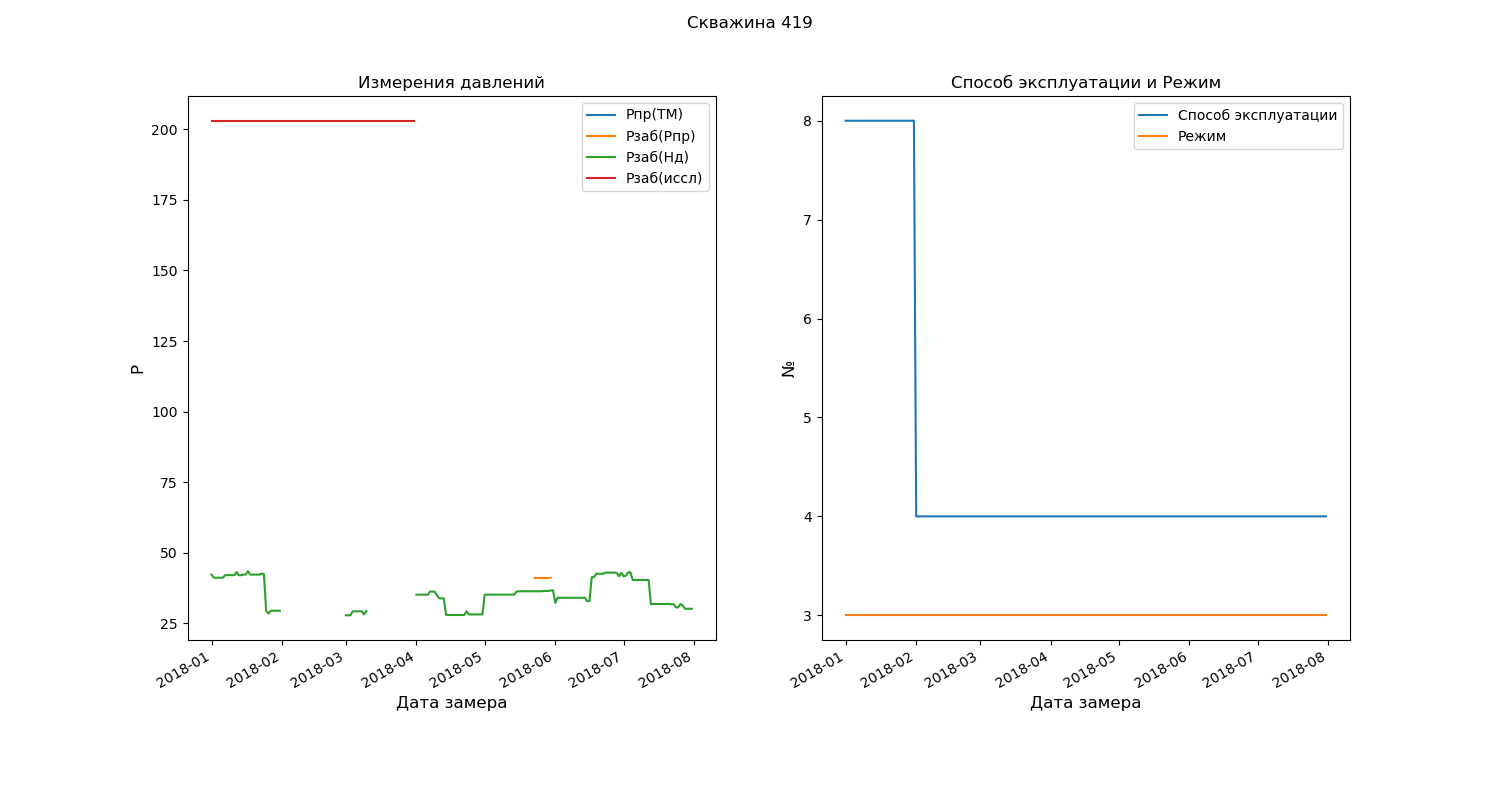 Скважина 419
Измерения давлений
Рпр(ТМ)
Рзаб(Рпр)
Рзаб(Нд)
Рзаб(иссл)
200
175
150
125
100
75
50
25
P
2018-01
2018-02
2018-03
2018-04
2018-05
2018-06
2018-07
2018-08
Дата замера
Способ эксплуатации и Режим
Способ эксплуатации
Режим
8
7
6
5
4
3
№
2018-01
2018-02
2018-03
2018-04
2018-05
2018-06
2018-07
2018-08
Дата замера